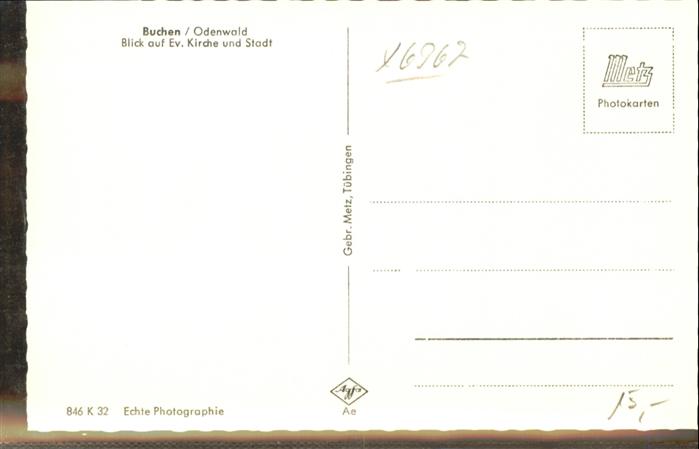 Buchen / Odenwald
Blick auf Ev. Kirche und Stadt
846 K 32 Echte Photographie
Gebr. Metz, Tübingen
Agfa
Ae
Metz
Photokarten
15,-